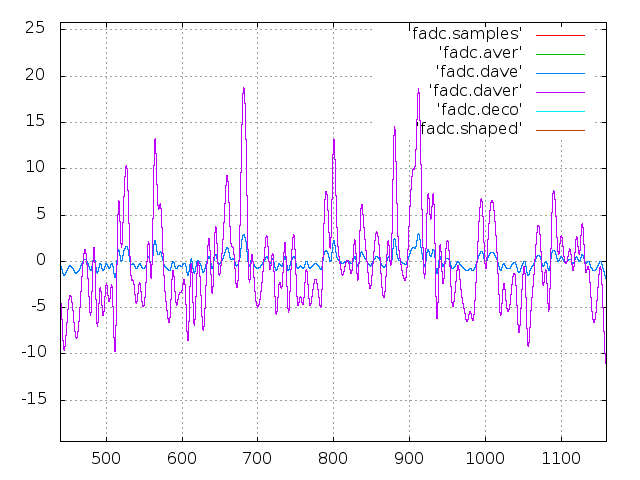 25
20
15
10
5
0
-5
-10
-15
500 600 700 800 900 1000 1100
'fadc.samples'
'fadc.aver'
'fadc.dave'
'fadc.daver'
'fadc.deco'
'fadc.shaped'